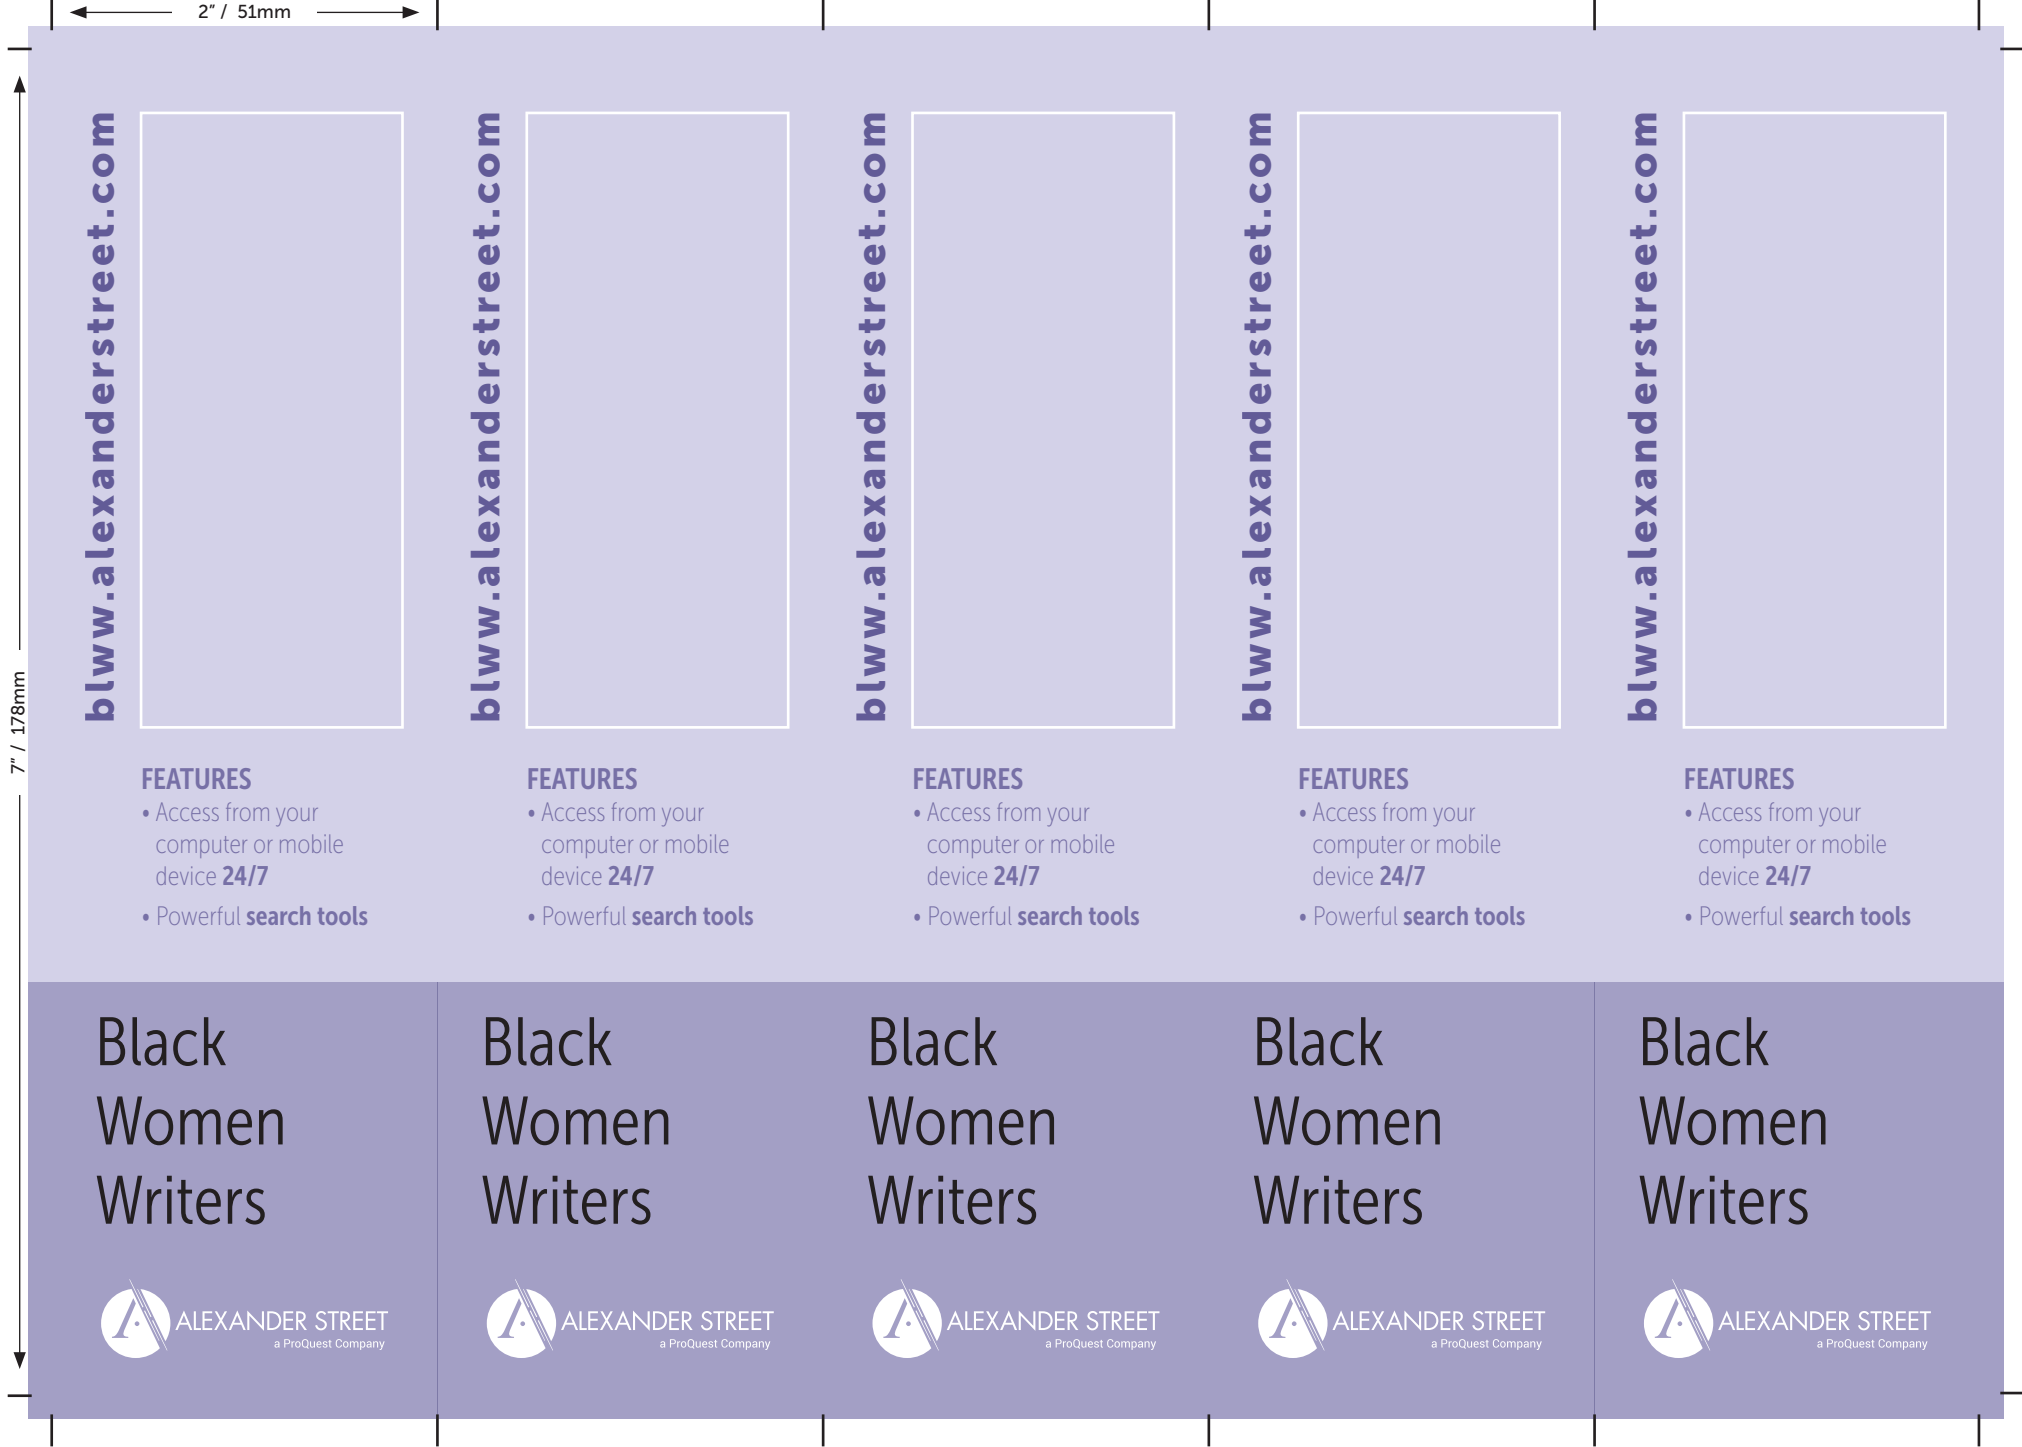 2” / 51mm
7” / 178mm
blww.alexanderstreet.com
FEATURES
• Access from your
computer or mobile
device 24/7
• Powerful search tools
Black
Women
Writers
ALEXANDER STREET
a ProQuest Company
blww.alexanderstreet.com
FEATURES
• Access from your
computer or mobile
device 24/7
• Powerful search tools
Black
Women
Writers
ALEXANDER STREET
a ProQuest Company
blww.alexanderstreet.com
FEATURES
• Access from your
computer or mobile
device 24/7
• Powerful search tools
Black
Women
Writers
ALEXANDER STREET
a ProQuest Company
blww.alexanderstreet.com
FEATURES
• Access from your
computer or mobile
device 24/7
• Powerful search tools
Black
Women
Writers
ALEXANDER STREET
a ProQuest Company
blww.alexanderstreet.com
FEATURES
• Access from your
computer or mobile
device 24/7
• Powerful search tools
Black
Women
Writers
ALEXANDER STREET
a ProQuest Company